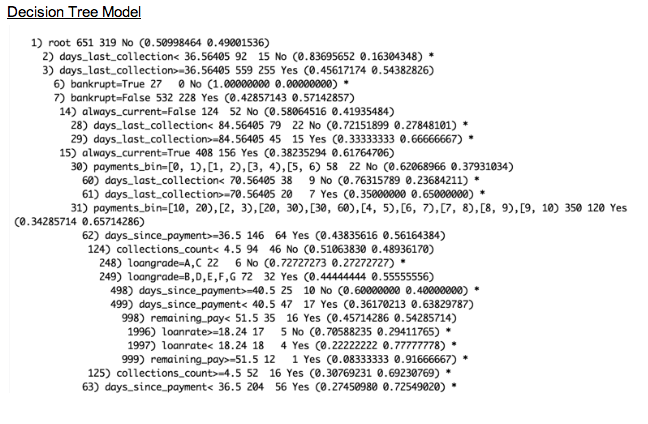 Decision Tree Model
1) root 651 319 No (0.50998464 0.49001536)
2) days_last_collection< 36.56405 92 15 No (0.83695652 0.16304348) *
3) days_last_collection>=36.56405 559 255 Yes (0.45617174 0.54382826)
6) bankrupt=True 27 0 No (1.00000000 0.00000000) *
7) bankrupt=False 532 228 Yes (0.42857143 0.57142857)
14) always_current=False 124 52 No (0.58064516 0.41935484)
28) days_last_collection< 84.56405 79 22 No (0.72151899 0.27848101) *
29) days_last_collection>=84.56405 45 15 Yes (0.33333333 0.66666667) *
15) always_current=True 408 156 Yes (0.38235294 0.61764706)
30) payments_bin=[0, 1),[1, 2),[3, 4),[5, 6) 58 22 No (0.62068966 0.37931034)
60) days_last_collection< 70.56405 38 9 No (0.76315789 0.23684211) *
61) days_last_collection>=70.56405 20 7 Yes (0.35000000 0.65000000) *
31) payments_bin=[10, 20),[2, 3),[20, 30),[30, 60),[4, 5),[6, 7),[7, 8),[8, 9),[9, 10) 350 120 Yes
(0.34285714 0.65714286)
62) days_since_payment>=36.5 146 64 Yes (0.43835616 0.56164384)
124) collections_count< 4.5 94 46 No (0.51063830 0.48936170)
248) loangrade=A,C 22 6 No (0.72727273 0.27272727) *
249) loangrade=B,D,E,F,G 72 32 Yes (0.44444444 0.55555556)
498) days_since_payment>=40.5 25 10 No (0.60000000 0.40000000) *
499) days_since_payment< 40.5 47 17 Yes (0.36170213 0.63829787)
998) remaining_pay< 51.5 35 16 Yes (0.45714286 0.54285714)
1996) loanrate>=18.24 17 5 No (0.70588235 0.29411765) *
1997) loanrate< 18.24 18 4 Yes (0.22222222 0.77777778) *
999) remaining_pay>=51.5 12 1 Yes (0.08333333 0.91666667) *
125) collections_count>=4.5 52 16 Yes (0.30769231 0.69230769) *
63) days_since_payment< 36.5 204 56 Yes (0.27450980 0.72549020) *